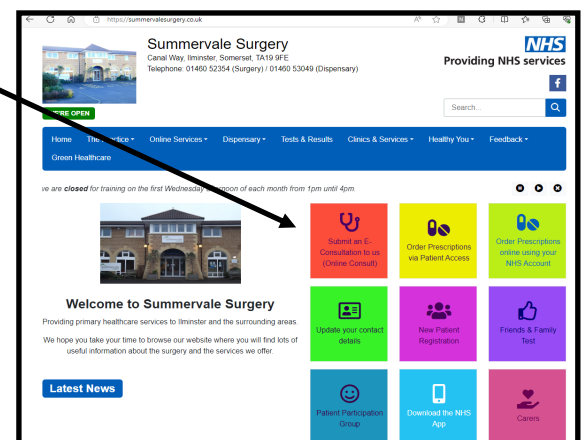 https://summervalesurgery.co.uk
Summervale Surgery
Canal Way, Ilminster, Somerset, TA19 9FE
Telephone: 01460 52354 (Surgery) / 01460 53049 (Dispensary)
NHS
Providing NHS services
WE'RE OPEN
Search...
Home The Practice Online Services Dispensary Tests & Results Clinics & Services Healthy You Feedback
Green Healthcare
are closed for training on the first Wednesday afternoon of each month from 1pm until 4pm.
Submit an E-
Consultation to us
(Online Consult)
Order Prescriptions
via Patient Access
Order Prescriptions
online using your
NHS Account
Welcome to Summervale Surgery
Providing primary healthcare services to Ilminster and the surrounding areas.
We hope you take your time to browse our website where you will find lots of
useful information about the surgery and the services we offer.
Update your contact
details
New Patient
Registration
Friends & Family
Test
Latest News
Patient Participation
Group
Download the NHS
App
Carers